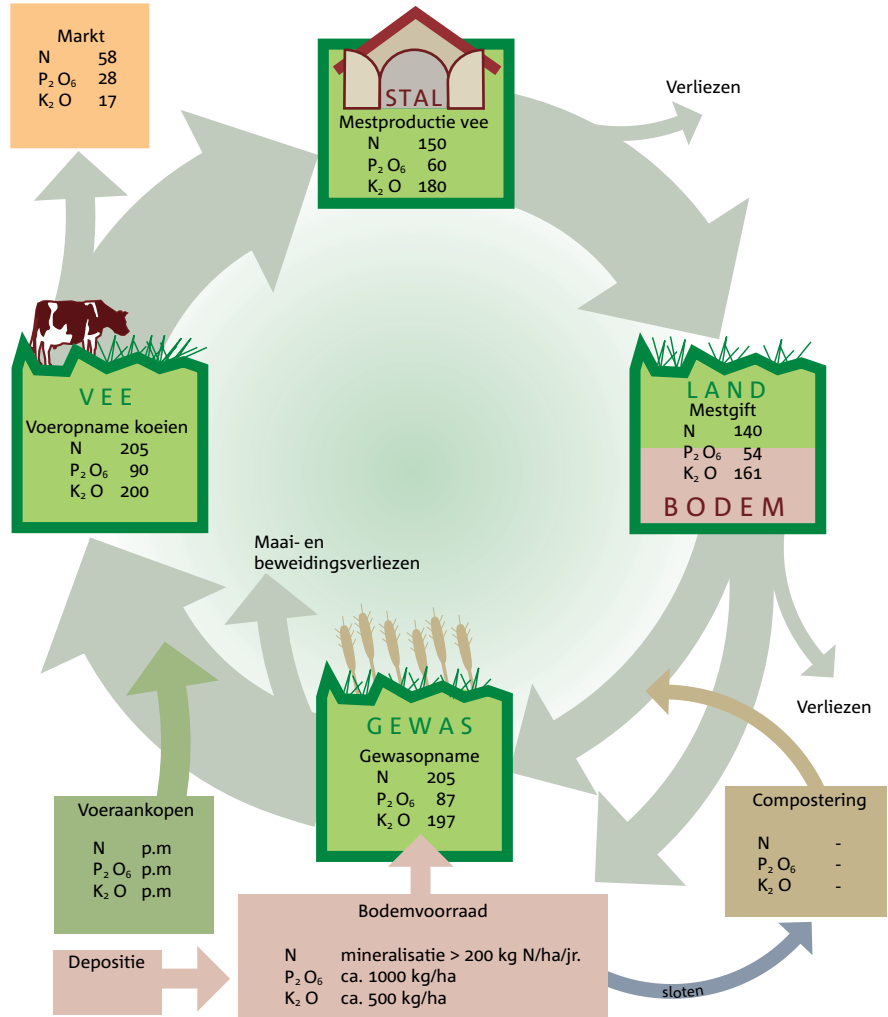 Markt
N 58
P₂O₆ 28
K₂O 17
STAL
Mestproductie vee
N 150
P₂O₆ 60
K₂O 180
Verliezen
VEE
Voeropname koeien
N 205
P₂O₆ 90
K₂O 200
LAND
Mestgift
N 140
P₂O₆ 54
K₂O 161
BODEM
Maai- en
beweidingsverliezen
GEWAS
Gewasopname
N 205
P₂O₆ 87
K₂O 197
Verliezen
Voeraankopen
N p.m
P₂O₆ p.m
K₂O p.m
Compostering
N -
P₂O₆ -
K₂O -
Depositie
Bodemvoorraad
N mineralisatie > 200 kg N/ha/jr.
P₂O₆ ca. 1000 kg/ha
K₂O ca. 500 kg/ha
sloten